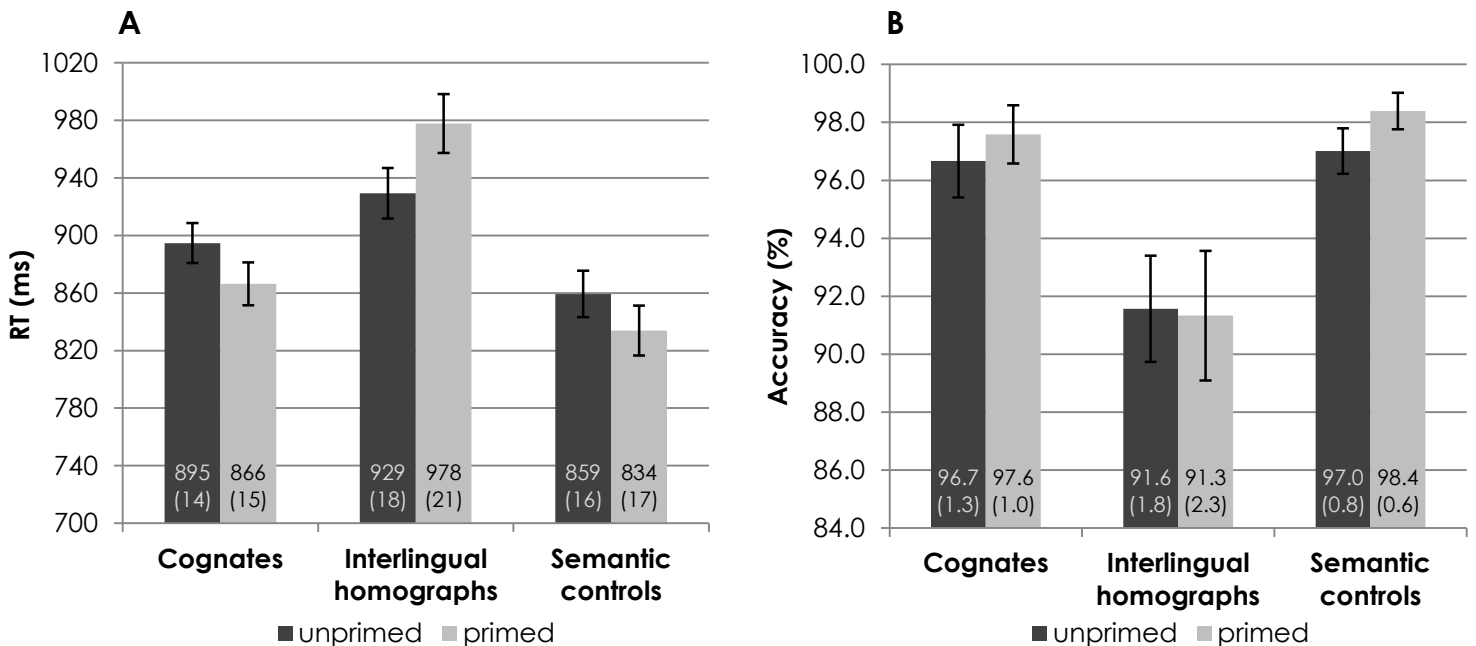 A
1020
980
940
900
860
820
780
740
700
RT (ms)
895 866 929 978 859 834
(14) (15) (18) (21) (16) (17)
Cognates Interlingual Semantic
homographs controls
unprimed primed
B
100.0
98.0
96.0
94.0
92.0
90.0
88.0
86.0
84.0
Accuracy (%)
96.7 97.6 91.6 91.3 97.0 98.4
(1.3) (1.0) (1.8) (2.3) (0.8) (0.6)
Cognates Interlingual Semantic
homographs controls
unprimed primed